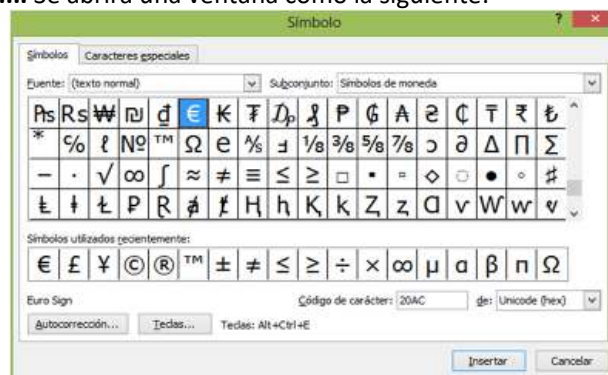 .... Se abrirá una ventana como la siguiente:
Símbolo ? ×
Símbolos Caracteres especiales
Fuente: (texto normal) Subconjunto: Símbolos de moneda
₧ ₨ ₩ ₪ ₫ € ₭ ₮ ₯ ₰ ₱ ₲ ₳ ₴ ₵ ₸ ₹ ₺
℅ ℓ № ™ Ω ℮ ⅍ ⅎ ⅛ ⅜ ⅝ ⅞ ↄ ∂ ∆ ∏ ∑
− ∙ √ ∞ ∫ ≈ ≠ ≡ ≤ ≥ □ ▪ ▫ ◊ ◌ ● ◦ ♯
Símbolos utilizados recientemente:
€ £ ¥ © ® ™ ± ≠ ≤ ≥ ÷ × ∞ µ α β π Ω
Euro Sign Código de carácter: 20AC de: Unicode (hex)
Autocorrección... Teclas... Teclas: Alt+Ctrl+E
Insertar Cancelar